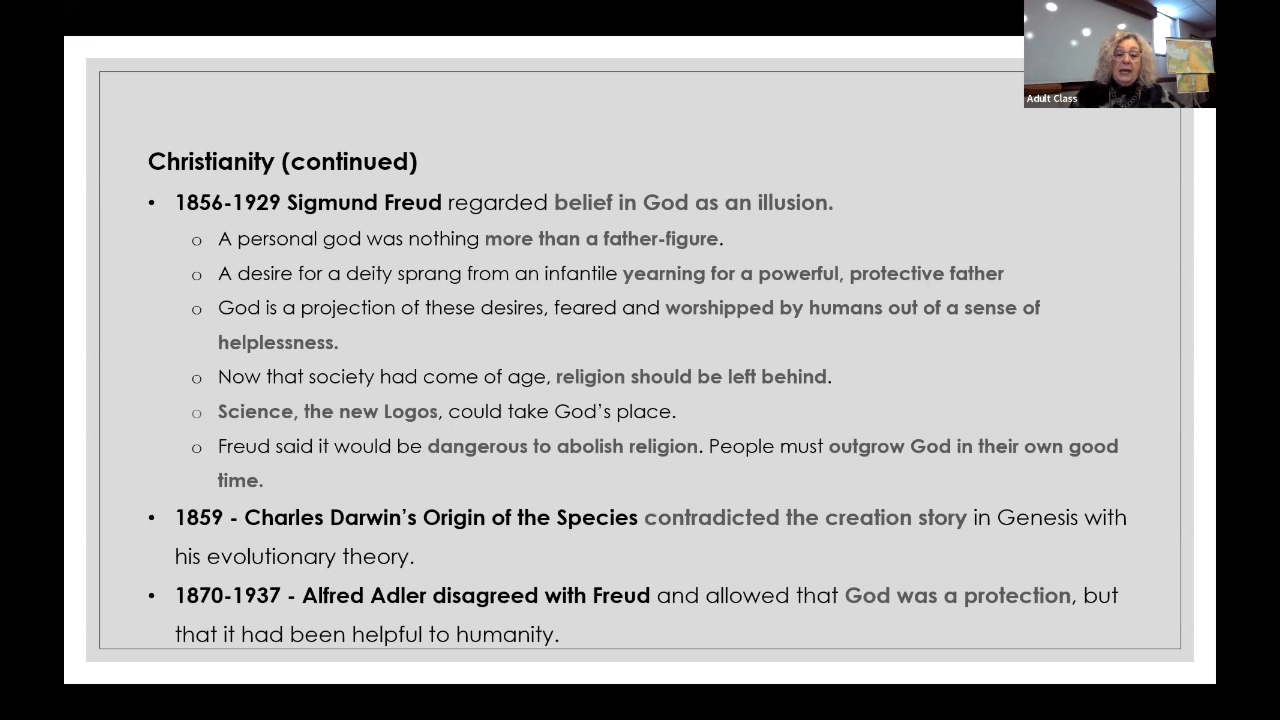 Adult Class
Christianity (continued)
• 1856-1929 Sigmund Freud regarded belief in God as an illusion.
o A personal god was nothing more than a father-figure.
o A desire for a deity sprang from an infantile yearning for a powerful, protective father
o God is a projection of these desires, feared and worshipped by humans out of a sense of
helplessness.
o Now that society had come of age, religion should be left behind.
o Science, the new Logos, could take God's place.
o Freud said it would be dangerous to abolish religion. People must outgrow God in their own good
time.
• 1859 - Charles Darwin's Origin of the Species contradicted the creation story in Genesis with
his evolutionary theory.
• 1870-1937 - Alfred Adler disagreed with Freud and allowed that God was a protection, but
that it had been helpful to humanity.